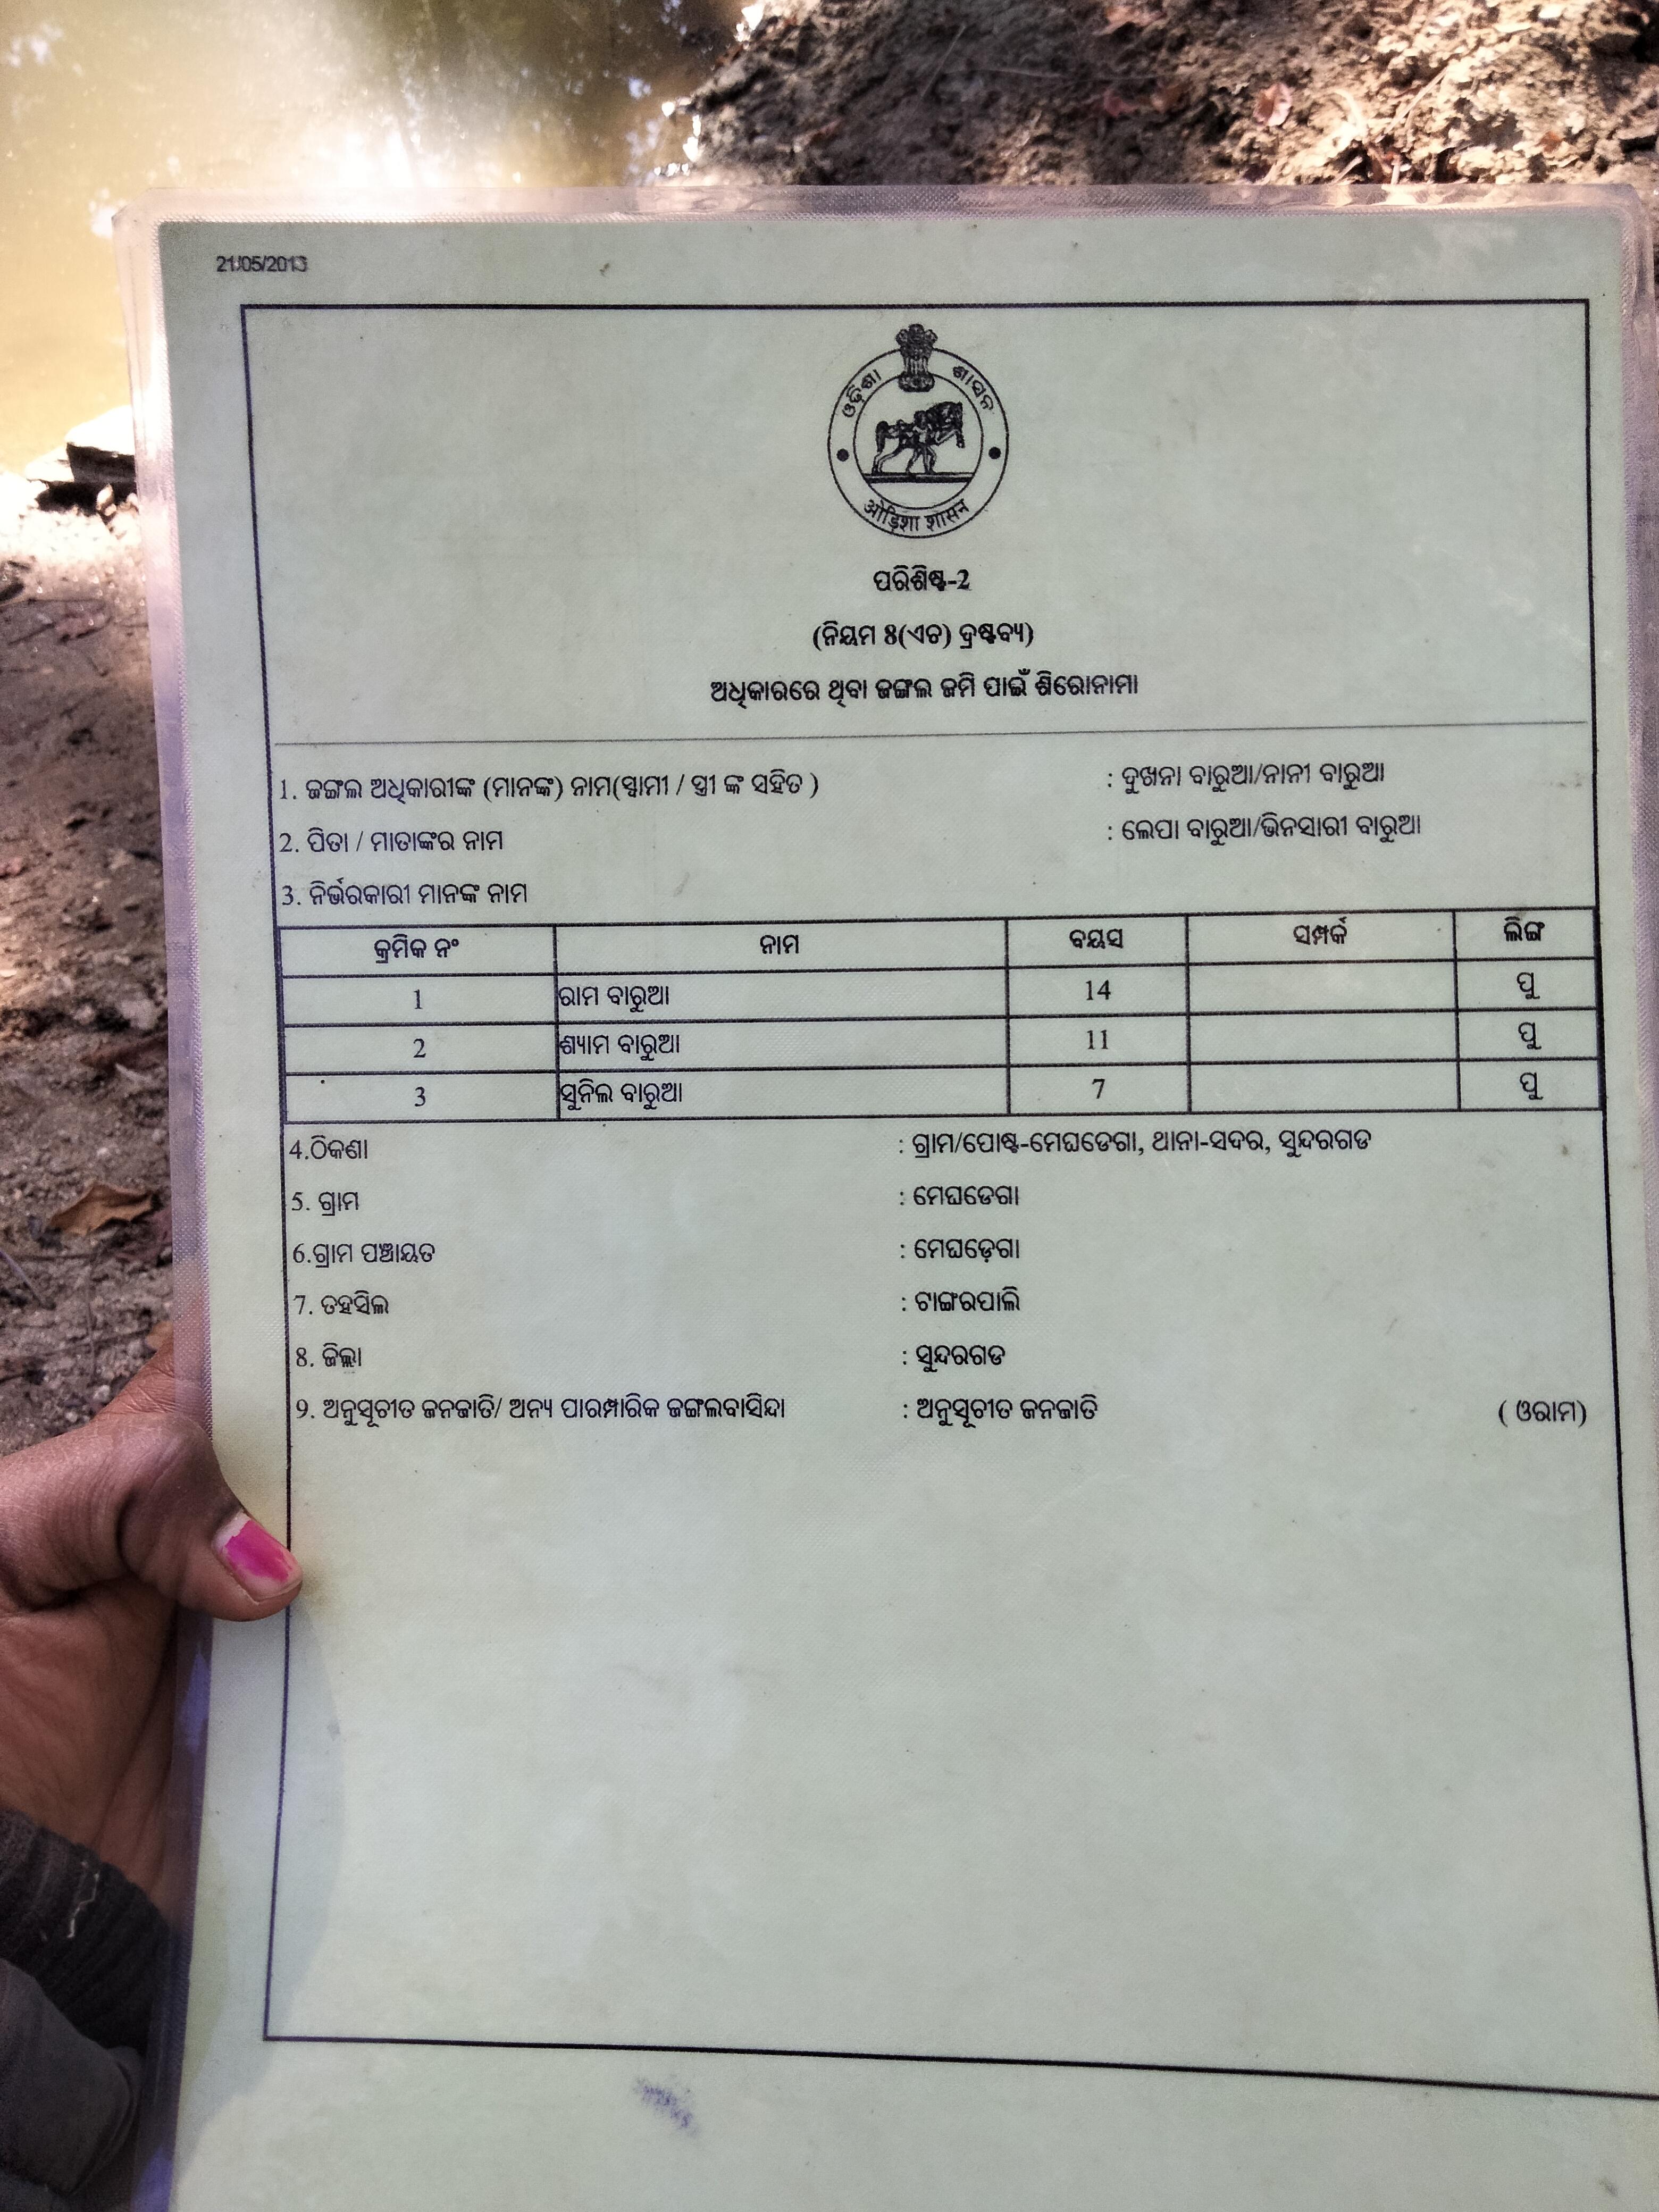 21/05/2013
ଓଡ଼ିଶା ଶାସନ
ओड़िशा शासन
ପରିଶିଷ୍ଟ-2
(ନିୟମ ୫(ଏଚ) ଦ୍ରଷ୍ଟବ୍ୟ)
ଅଧିକାରରେ ଥିବା ଜଙ୍ଗଲ ଜମି ପାଇଁ ଶିରୋନାମା
1. ଜଙ୍ଗଲ ଅଧିକାରୀଙ୍କ (ମାନଙ୍କ) ନାମ(ସ୍ଵାମୀ / ସ୍ତ୍ରୀ ଙ୍କ ସହିତ ) : ଦୁଖନା ବାରୁଆ/ନାନୀ ବାରୁଆ
2. ପିତା / ମାତାଙ୍କର ନାମ : ଲେପା ବାରୁଆ/ଭିନସାରୀ ବାରୁଆ
3. ନିର୍ଭରକାରୀ ମାନଙ୍କ ନାମ
କ୍ରମିକ ନଂ ନାମ ବୟସ ସମ୍ପର୍କ ଲିଙ୍ଗ
1 ରାମ ବାରୁଆ 14 ପୁ
2 ଶ୍ୟାମ ବାରୁଆ 11 ପୁ
3 ସୁନିଲ ବାରୁଆ 7 ପୁ
4.ଠିକଣା : ଗ୍ରାମ/ପୋଷ୍ଟ-ମେଘଡେଗା, ଥାନା-ସଦର, ସୁନ୍ଦରଗଡ
5. ଗ୍ରାମ : ମେଘଡେଗା
6.ଗ୍ରାମ ପଞ୍ଚାୟତ : ମେଘଡ଼େଗା
7. ତହସିଲ : ଟାଙ୍ଗରପାଲି
8. ଜିଲ୍ଲା : ସୁନ୍ଦରଗଡ
9. ଅନୁସୂଚୀତ ଜନଜାତି/ ଅନ୍ୟ ପାରମ୍ପାରିକ ଜଙ୍ଗଲବାସିନ୍ଦା : ଅନୁସୂଚୀତ ଜନଜାତି ( ଓରାମ)